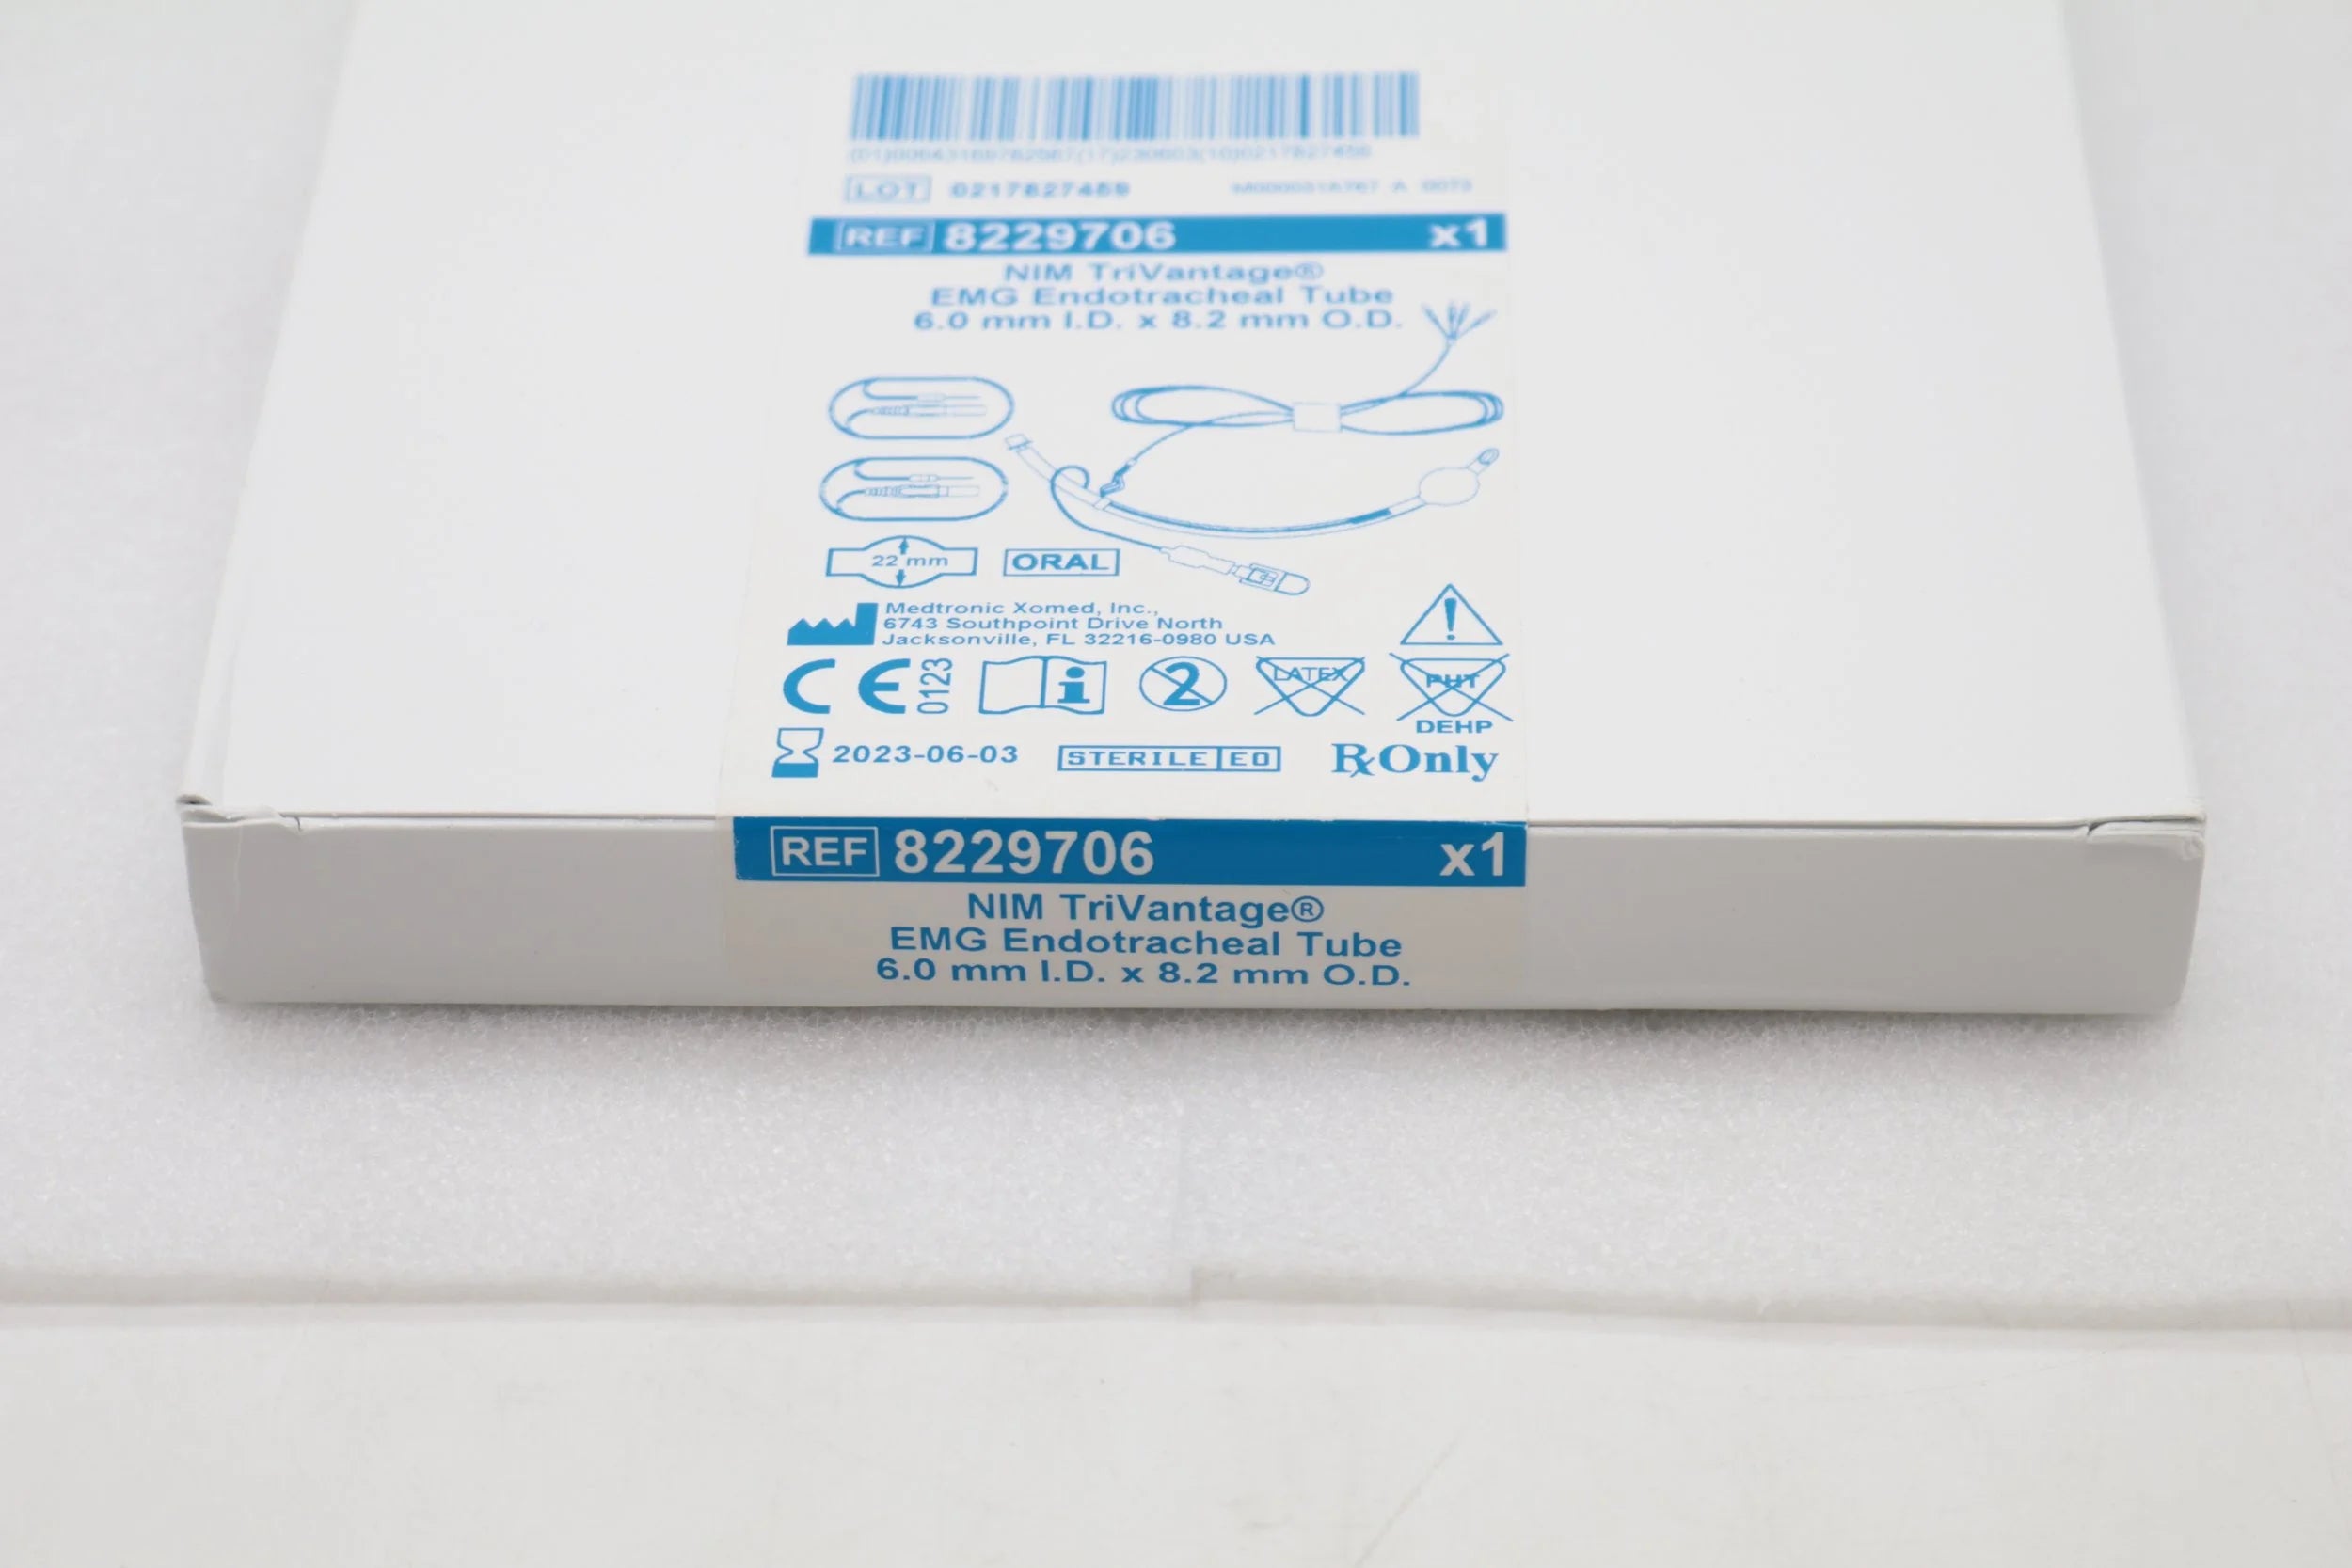 LOT 0217827459
REF 8229706 x1
NIM TriVantage®
EMG Endotracheal Tube
6.0 mm I.D. x 8.2 mm O.D.
22 mm ORAL
Medtronic Xomed, Inc.,
6743 Southpoint Drive North
Jacksonville, FL 32216-0980 USA
CE 0123 i 2 LATEX PHT
DEHP
2023-06-03 STERILE EO Rx Only
REF 8229706 x1
NIM TriVantage®
EMG Endotracheal Tube
6.0 mm I.D. x 8.2 mm O.D.